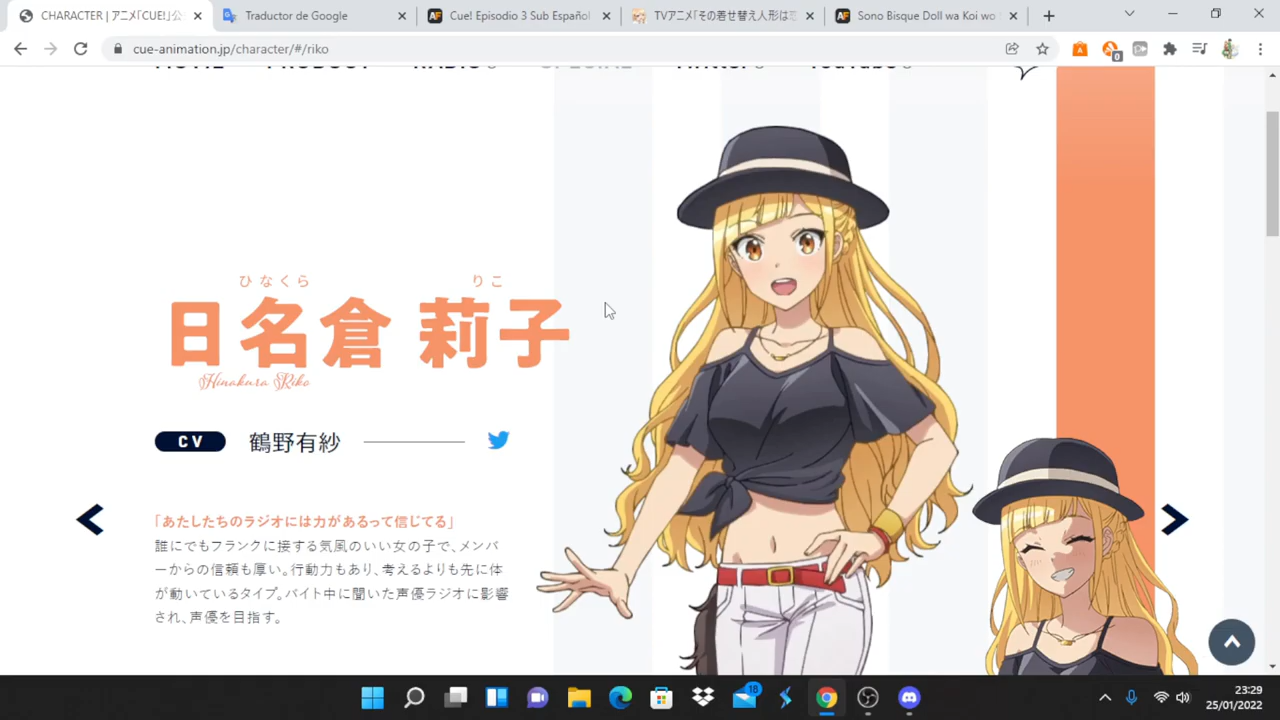 CHARACTER | アニメ「CUE!」公
Traductor de Google
Cue! Episodio 3 Sub Español
TVアニメ「その着せ替え人形は恋
Sono Bisque Doll wa Koi wo
cue-animation.jp/character/#/riko
0
MOVIE
PRODUCT
RADIO
SPECIAL
Twitter
YouTube
ひなくら りこ
日名倉 莉子
Hinakura Riko
CV 鶴野有紗
「あたしたちのラジオには力があるって信じてる」
誰にでもフランクに接する気風のいい女の子で、メンバ
ーからの信頼も厚い。行動力もあり、考えるよりも先に体
が動いているタイプ。バイト中に聞いた声優ラジオに影響
され、声優を目指す。
18
23:29
25/01/2022